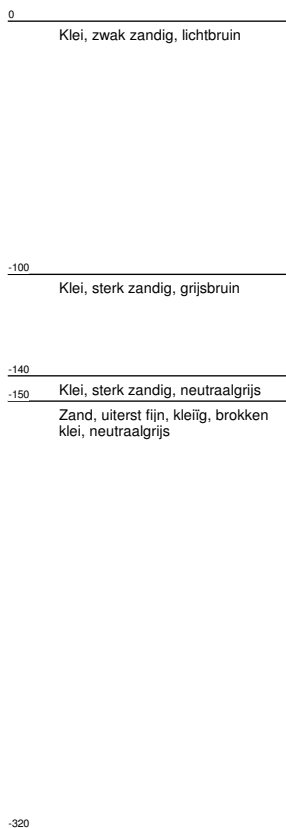 0
Klei, zwak zandig, lichtbruin
-100
Klei, sterk zandig, grijsbruin
-140
Klei, sterk zandig, neutraalgrijs
-150
Zand, uiterst fijn, kleiïg, brokken
klei, neutraalgrijs
-320